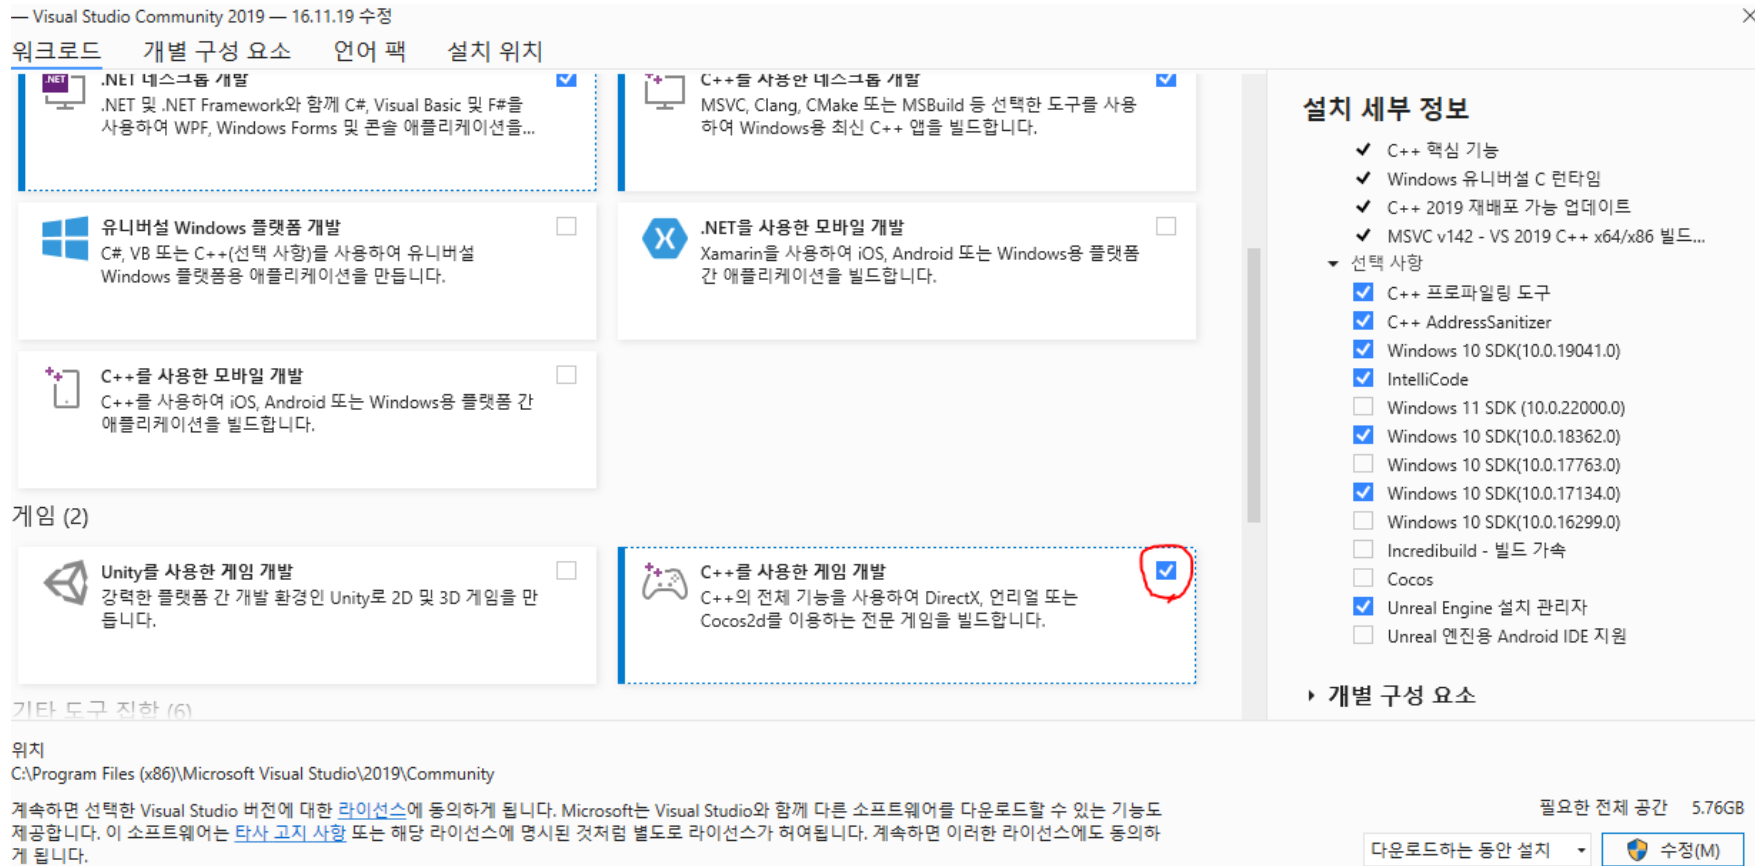 — Visual Studio Community 2019 — 16.11.19 수정
워크로드 개별 구성 요소 언어 팩 설치 위치
.NET
.NET 데스크톱 개발
.NET 및 .NET Framework와 함께 C#, Visual Basic 및 F#을
사용하여 WPF, Windows Forms 및 콘솔 애플리케이션을...
C++를 사용한 데스크톱 개발
MSVC, Clang, CMake 또는 MSBuild 등 선택한 도구를 사용
하여 Windows용 최신 C++ 앱을 빌드합니다.
유니버설 Windows 플랫폼 개발
C#, VB 또는 C++(선택 사항)를 사용하여 유니버설
Windows 플랫폼용 애플리케이션을 만듭니다.
.NET을 사용한 모바일 개발
Xamarin을 사용하여 iOS, Android 또는 Windows용 플랫폼
간 애플리케이션을 빌드합니다.
C++를 사용한 모바일 개발
C++를 사용하여 iOS, Android 또는 Windows용 플랫폼 간
애플리케이션을 빌드합니다.
게임 (2)
Unity를 사용한 게임 개발
강력한 플랫폼 간 개발 환경인 Unity로 2D 및 3D 게임을 만
듭니다.
C++를 사용한 게임 개발
C++의 전체 기능을 사용하여 DirectX, 언리얼 또는
Cocos2d를 이용하는 전문 게임을 빌드합니다.
기타 도구 집합 (6)
설치 세부 정보
C++ 핵심 기능
Windows 유니버설 C 런타임
C++ 2019 재배포 가능 업데이트
MSVC v142 - VS 2019 C++ x64/x86 빌드...
선택 사항
C++ 프로파일링 도구
C++ AddressSanitizer
Windows 10 SDK(10.0.19041.0)
IntelliCode
Windows 11 SDK (10.0.22000.0)
Windows 10 SDK(10.0.18362.0)
Windows 10 SDK(10.0.17763.0)
Windows 10 SDK(10.0.17134.0)
Windows 10 SDK(10.0.16299.0)
Incredibuild - 빌드 가속
Cocos
Unreal Engine 설치 관리자
Unreal 엔진용 Android IDE 지원
개별 구성 요소
위치
C:\Program Files (x86)\Microsoft Visual Studio\2019\Community
계속하면 선택한 Visual Studio 버전에 대한 라이선스에 동의하게 됩니다. Microsoft는 Visual Studio와 함께 다른 소프트웨어를 다운로드할 수 있는 기능도
제공합니다. 이 소프트웨어는 타사 고지 사항 또는 해당 라이선스에 명시된 것처럼 별도로 라이선스가 허여됩니다. 계속하면 이러한 라이선스에도 동의하
게 됩니다.
필요한 전체 공간 5.76GB
다운로드하는 동안 설치
수정(M)